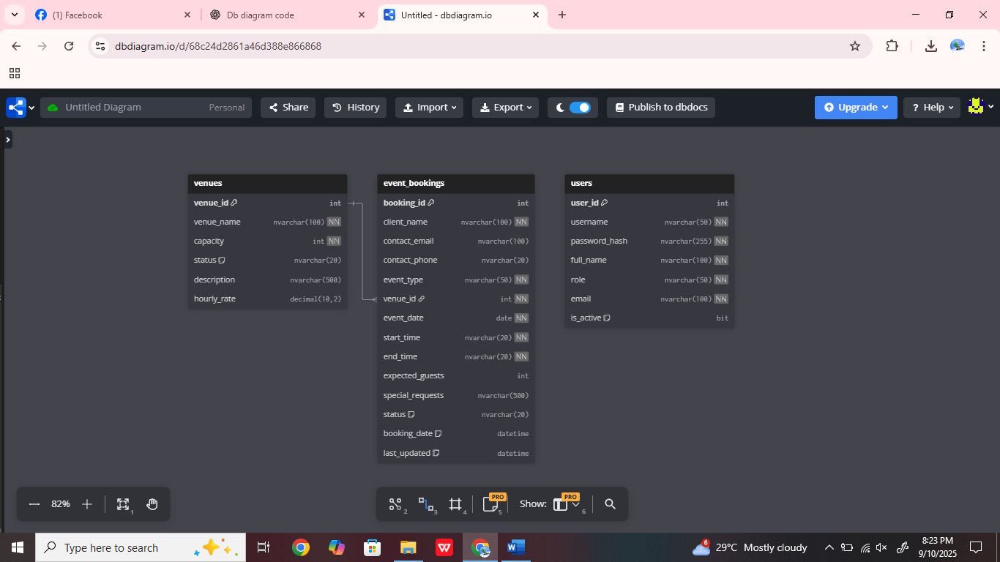 (1) Facebook
Db diagram code
Untitled - dbdiagram.io
dbdiagram.io/d/68c24d2861a46d388e866868
Untitled Diagram Personal
Share
History
Import
Export
Publish to dbdocs
Upgrade
? Help
venues
venue_id int
venue_name nvarchar(100) NN
capacity int NN
status nvarchar(20)
description nvarchar(500)
hourly_rate decimal(10,2)
event_bookings
booking_id int
client_name nvarchar(100) NN
contact_email nvarchar(100)
contact_phone nvarchar(20)
event_type nvarchar(50) NN
venue_id int NN
event_date date NN
start_time nvarchar(20) NN
end_time nvarchar(20) NN
expected_guests int
special_requests nvarchar(500)
status nvarchar(20)
booking_date datetime
last_updated datetime
users
user_id int
username nvarchar(50) NN
password_hash nvarchar(255) NN
full_name nvarchar(100) NN
role nvarchar(50) NN
email nvarchar(100) NN
is_active bit
82%
1
2
3
4
PRO
5
Show:
PRO
6
Type here to search
W
6
29°C Mostly cloudy
8:23 PM
9/10/2025